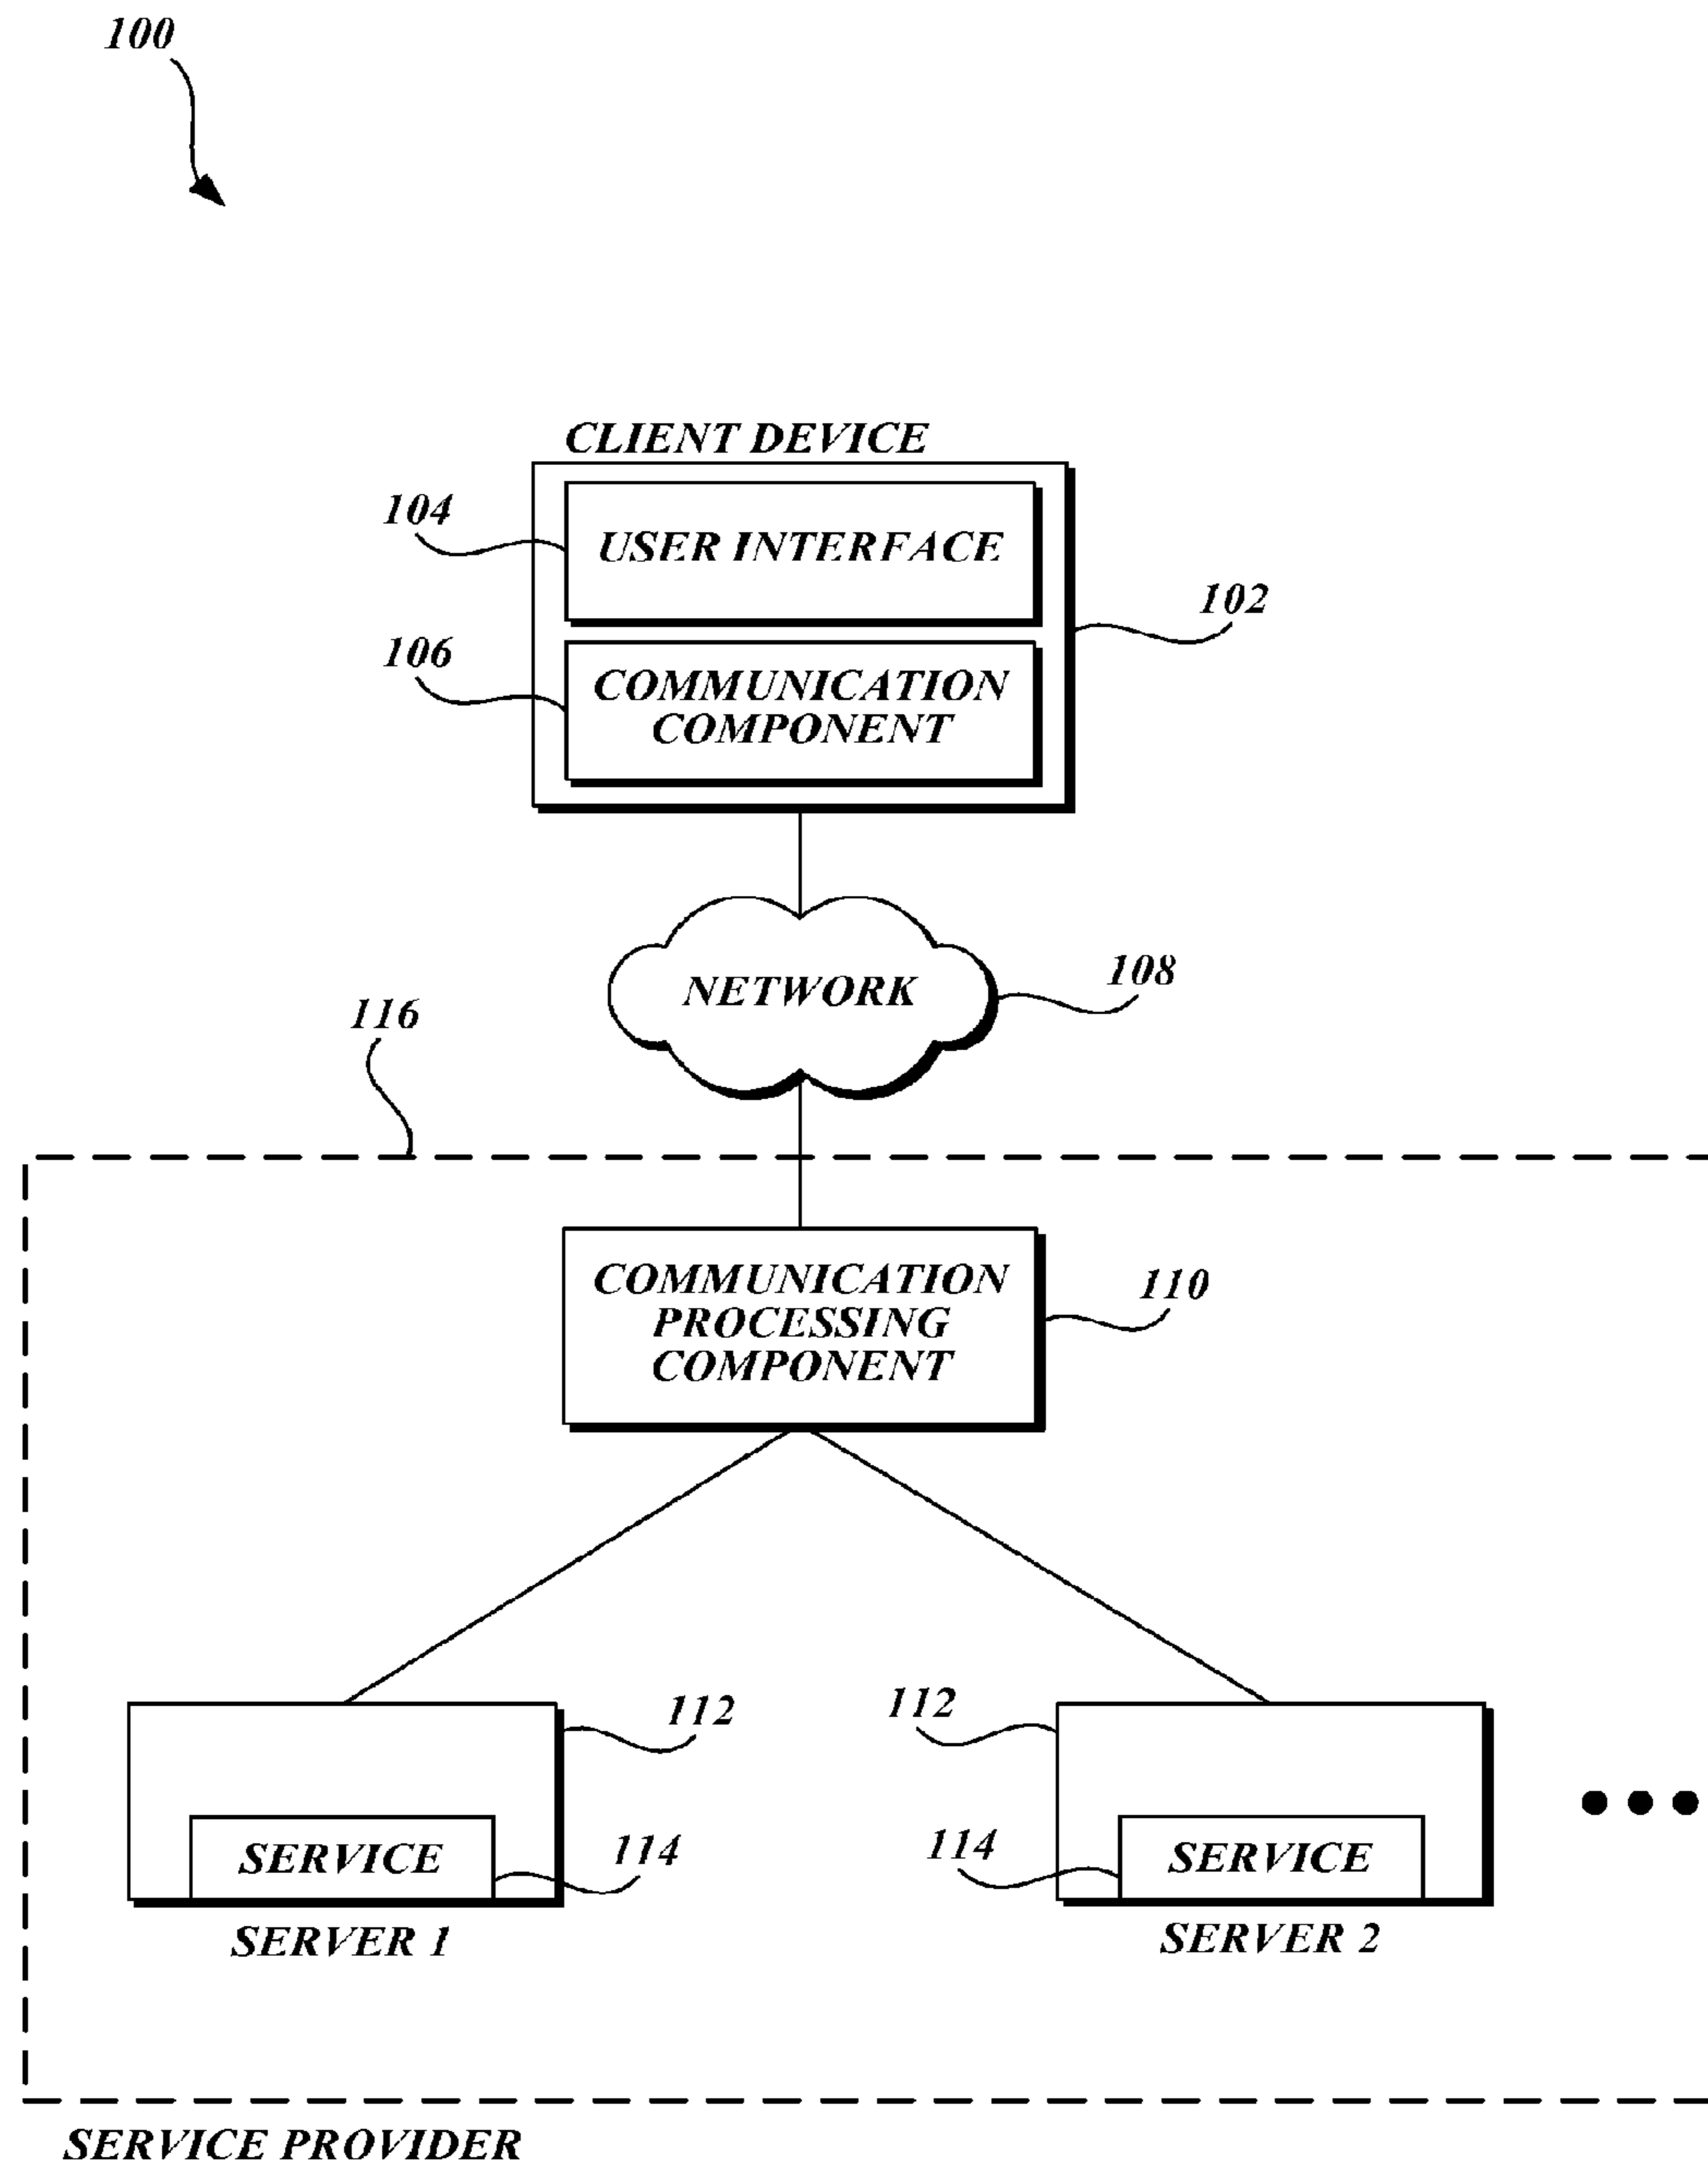 100
CLIENT DEVICE
104
USER INTERFACE
102
106
COMMUNICATION
COMPONENT
NETWORK
108
116
COMMUNICATION
PROCESSING
COMPONENT
110
112
112
SERVICE
114
114
SERVICE
SERVER 1
SERVER 2
SERVICE PROVIDER